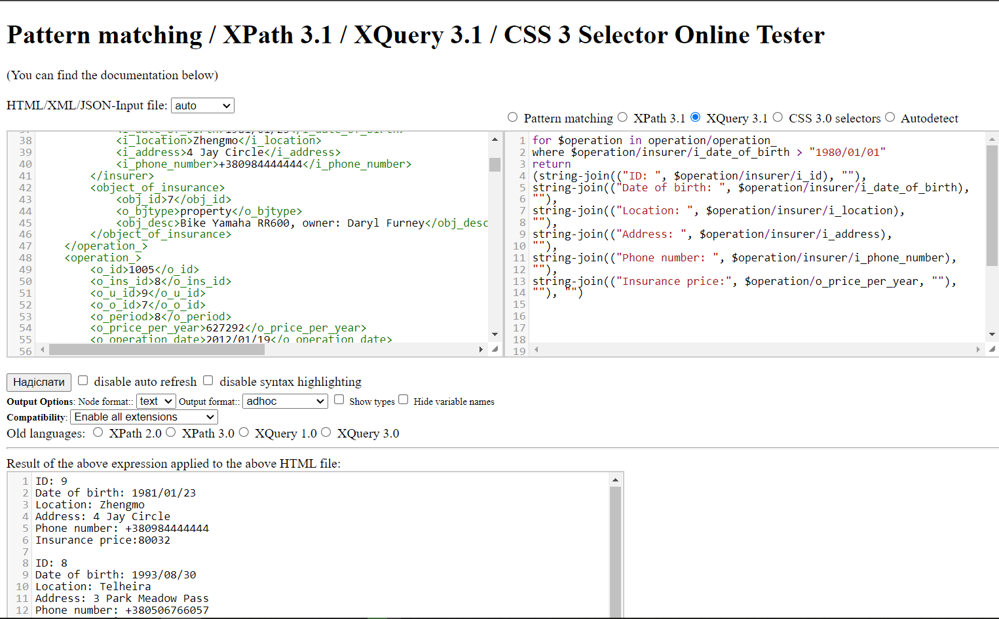 Pattern matching / XPath 3.1 / XQuery 3.1 / CSS 3 Selector Online Tester
(You can find the documentation below)
HTML/XML/JSON-Input file: auto
Pattern matching XPath 3.1 XQuery 3.1 CSS 3.0 selectors Autodetect
37 <i_date_of_birth>1981/01/23</i_date_of_birth>
38 <i_location>Zhengmo</i_location>
39 <i_address>4 Jay Circle</i_address>
40 <i_phone_number>+380984444444</i_phone_number>
41 </insurer>
42 <object_of_insurance>
43 <obj_id>7</obj_id>
44 <o_bjtype>property</o_bjtype>
45 <obj_desc>Bike Yamaha RR600, owner: Daryl Furney</obj_desc
46 </object_of_insurance>
47 </operation_>
48 <operation_>
49 <o_id>1005</o_id>
50 <o_ins_id>8</o_ins_id>
51 <o_u_id>9</o_u_id>
52 <o_o_id>7</o_o_id>
53 <o_period>8</o_period>
54 <o_price_per_year>627292</o_price_per_year>
55 <o_operation_date>2012/01/19</o_operation_date>
56
1 for $operation in operation/operation_
2 where $operation/insurer/i_date_of_birth > "1980/01/01"
3 return
4 (string-join(("ID: ", $operation/insurer/i_id), ""),
5 string-join(("Date of birth: ", $operation/insurer/i_date_of_birth),
6 ""),
7 string-join(("Location: ", $operation/insurer/i_location),
8 ""),
9 string-join(("Address: ", $operation/insurer/i_address),
10 ""),
11 string-join(("Phone number: ", $operation/insurer/i_phone_number),
12 ""),
13 string-join(("Insurance price:", $operation/o_price_per_year, ""),
14 ""), "")
15
16
17
18
19
Надіслати disable auto refresh disable syntax highlighting
Output Options: Node format:: text Output format:: adhoc Show types Hide variable names
Compatibility: Enable all extensions
Old languages: XPath 2.0 XPath 3.0 XQuery 1.0 XQuery 3.0
Result of the above expression applied to the above HTML file:
1 ID: 9
2 Date of birth: 1981/01/23
3 Location: Zhengmo
4 Address: 4 Jay Circle
5 Phone number: +380984444444
6 Insurance price:80032
7
8 ID: 8
9 Date of birth: 1993/08/30
10 Location: Telheira
11 Address: 3 Park Meadow Pass
12 Phone number: +380506766057